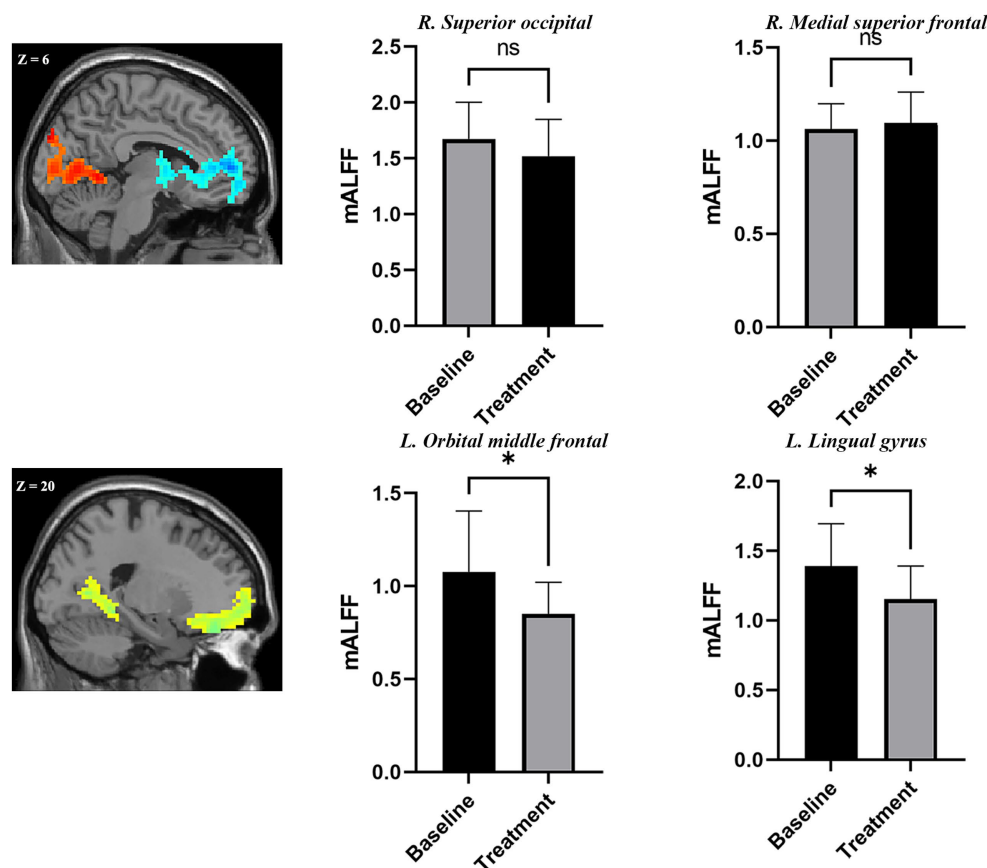 Z = 6
R. Superior occipital
ns
2.5
2.0
1.5
1.0
0.5
0.0
mALFF
Baseline
Treatment
R. Medial superior frontal
ns
1.5
1.0
0.5
0.0
mALFF
Baseline
Treatment
Z = 20
L. Orbital middle frontal
*
1.5
1.0
0.5
0.0
mALFF
Baseline
Treatment
L. Lingual gyrus
*
2.0
1.5
1.0
0.5
0.0
mALFF
Baseline
Treatment